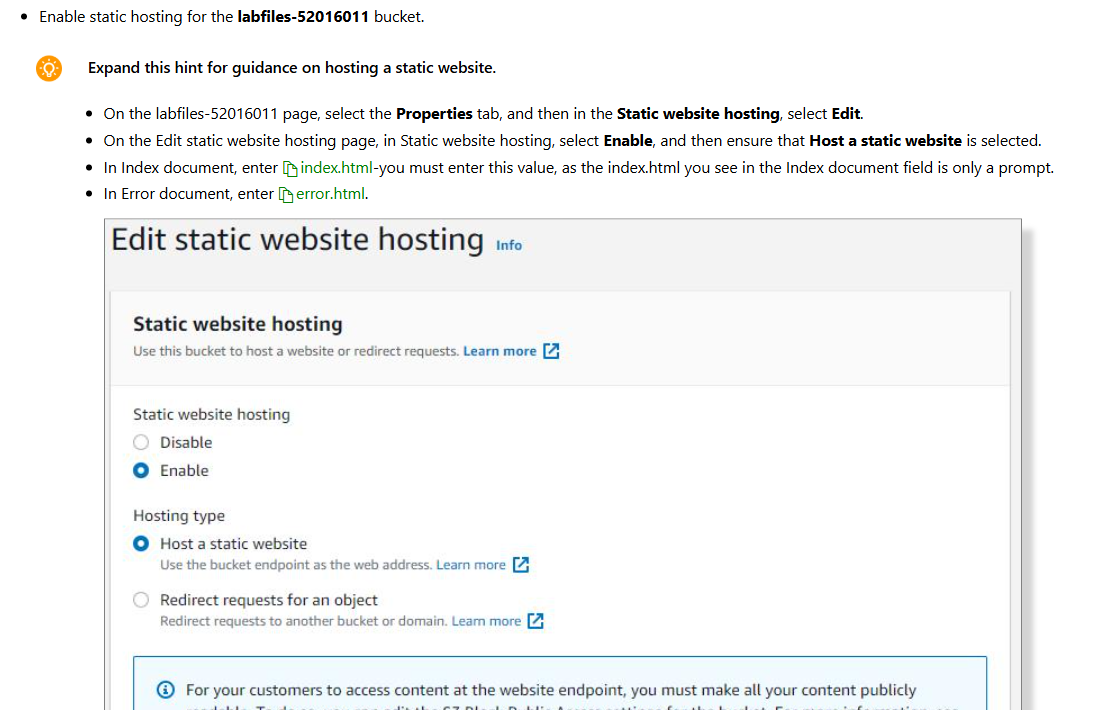 Enable static hosting for the labfiles-52016011 bucket.
Expand this hint for guidance on hosting a static website.
On the labfiles-52016011 page, select the Properties tab, and then in the Static website hosting, select Edit.
On the Edit static website hosting page, in Static website hosting, select Enable, and then ensure that Host a static website is selected.
In Index document, enter index.html-you must enter this value, as the index.html you see in the Index document field is only a prompt.
In Error document, enter error.html.
Edit static website hosting Info
Static website hosting
Use this bucket to host a website or redirect requests. Learn more
Static website hosting
Disable
Enable
Hosting type
Host a static website
Use the bucket endpoint as the web address. Learn more
Redirect requests for an object
Redirect requests to another bucket or domain. Learn more
For your customers to access content at the website endpoint, you must make all your content publicly